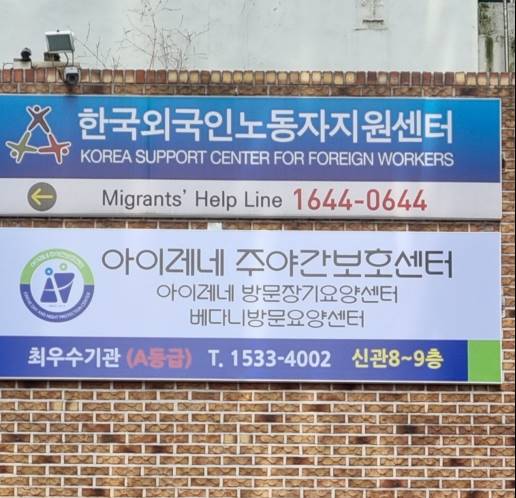 한국외국인노동자지원센터
KOREA SUPPORT CENTER FOR FOREIGN WORKERS
Migrants' Help Line 1644-0644
아이레네 주야간보호센터
아이레네 방문장기요양센터
베다니방문요양센터
최우수기관 (A등급) T. 1533-4002 신관8~9층